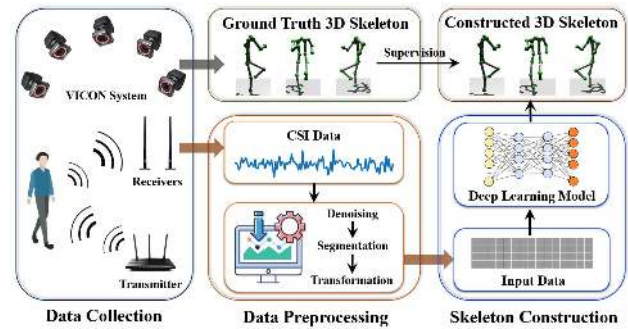 VICON System
Receivers
Transmitter
Data Collection
Ground Truth 3D Skeleton
Supervision
Constructed 3D Skeleton
CSI Data
Denoising
Segmentation
Transformation
Data Preprocessing
Deep Learning Model
Input Data
Skeleton Construction